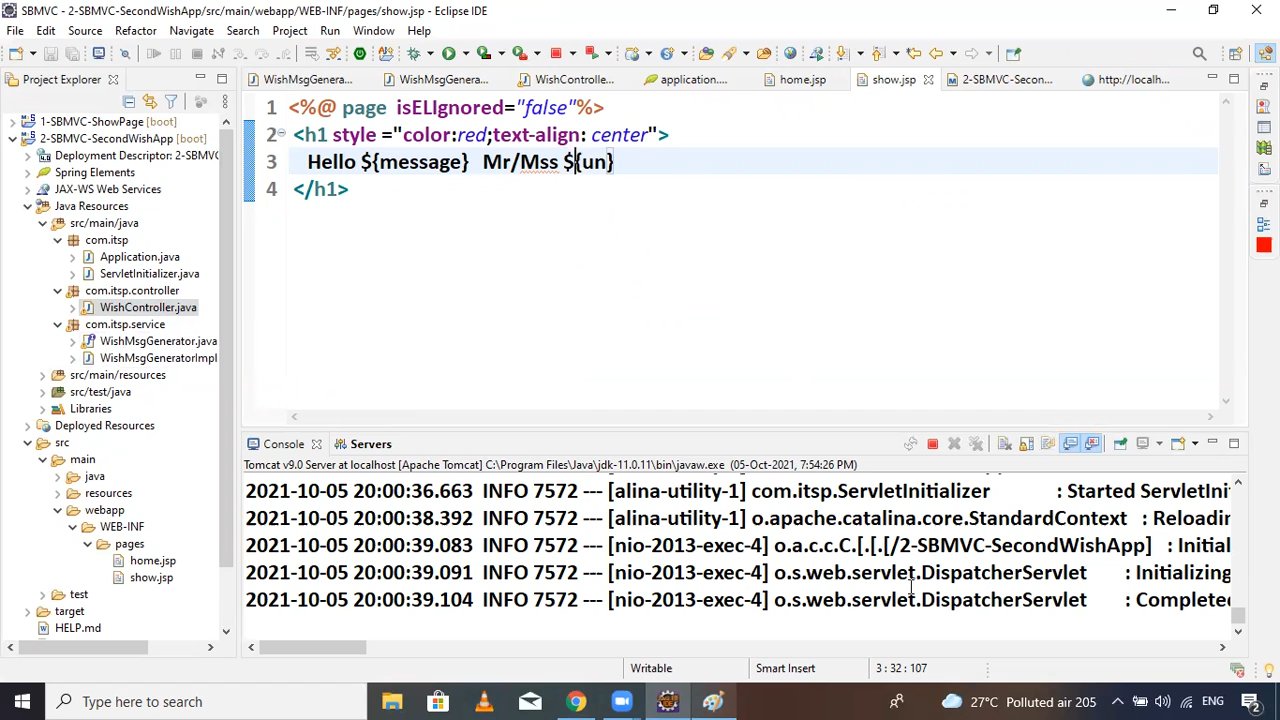 SBMVC - 2-SBMVC-SecondWishApp/src/main/webapp/WEB-INF/pages/show.jsp - Eclipse IDE
File Edit Source Refactor Navigate Search Project Run Window Help
Project Explorer
WishMsgGenera... WishMsgGenera... WishControlle... application.... home.jsp show.jsp 2-SBMVC-Secon... http://localh...
1-SBMVC-ShowPage [boot]
2-SBMVC-SecondWishApp [boot]
Deployment Descriptor: 2-SBMVC
Spring Elements
JAX-WS Web Services
Java Resources
src/main/java
com.itsp
Application.java
ServletInitializer.java
com.itsp.controller
WishController.java
com.itsp.service
WishMsgGenerator.java
WishMsgGeneratorImpl
src/main/resources
src/test/java
Libraries
Deployed Resources
src
main
java
resources
webapp
WEB-INF
pages
home.jsp
show.jsp
test
target
HELP.md
1 <%@ page isELIgnored="false"%>
2 <h1 style ="color:red;text-align: center">
3 Hello ${message} Mr/Mss ${un}
4 </h1>
Console Servers
Tomcat v9.0 Server at localhost [Apache Tomcat] C:\Program Files\Java\jdk-11.0.11\bin\javaw.exe (05-Oct-2021, 7:54:26 PM)
2021-10-05 20:00:36.663 INFO 7572 --- [alina-utility-1] com.itsp.ServletInitializer : Started ServletIni
2021-10-05 20:00:38.392 INFO 7572 --- [alina-utility-1] o.apache.catalina.core.StandardContext : Reloadin
2021-10-05 20:00:39.083 INFO 7572 --- [nio-2013-exec-4] o.a.c.c.C.[.[.[/2-SBMVC-SecondWishApp] : Initial
2021-10-05 20:00:39.091 INFO 7572 --- [nio-2013-exec-4] o.s.web.servlet.DispatcherServlet : Initializing
2021-10-05 20:00:39.104 INFO 7572 --- [nio-2013-exec-4] o.s.web.servlet.DispatcherServlet : Completed
Writable Smart Insert 3 : 32 : 107
Type here to search
27°C Polluted air 205 ENG
2